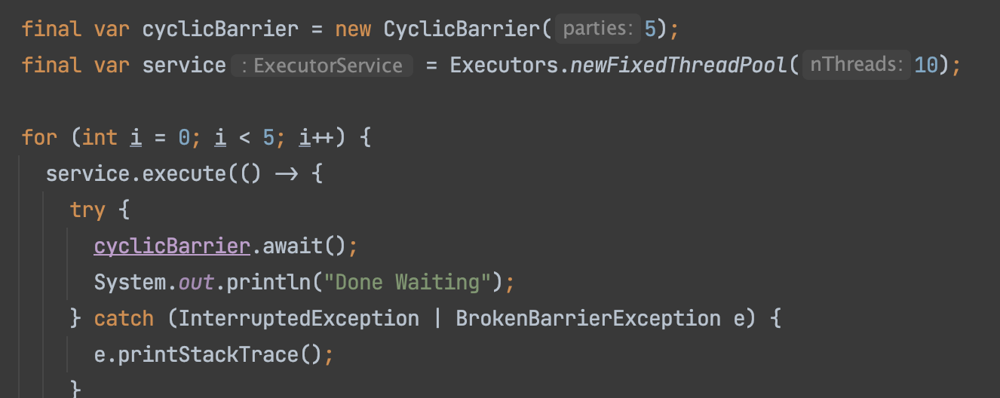 final var cyclicBarrier = new CyclicBarrier( parties: 5);
final var service : ExecutorService = Executors.newFixedThreadPool( nThreads: 10);
for (int i = 0; i < 5; i++) {
service.execute(() -> {
try {
cyclicBarrier.await();
System.out.println("Done Waiting");
} catch (InterruptedException | BrokenBarrierException e) {
e.printStackTrace();
}